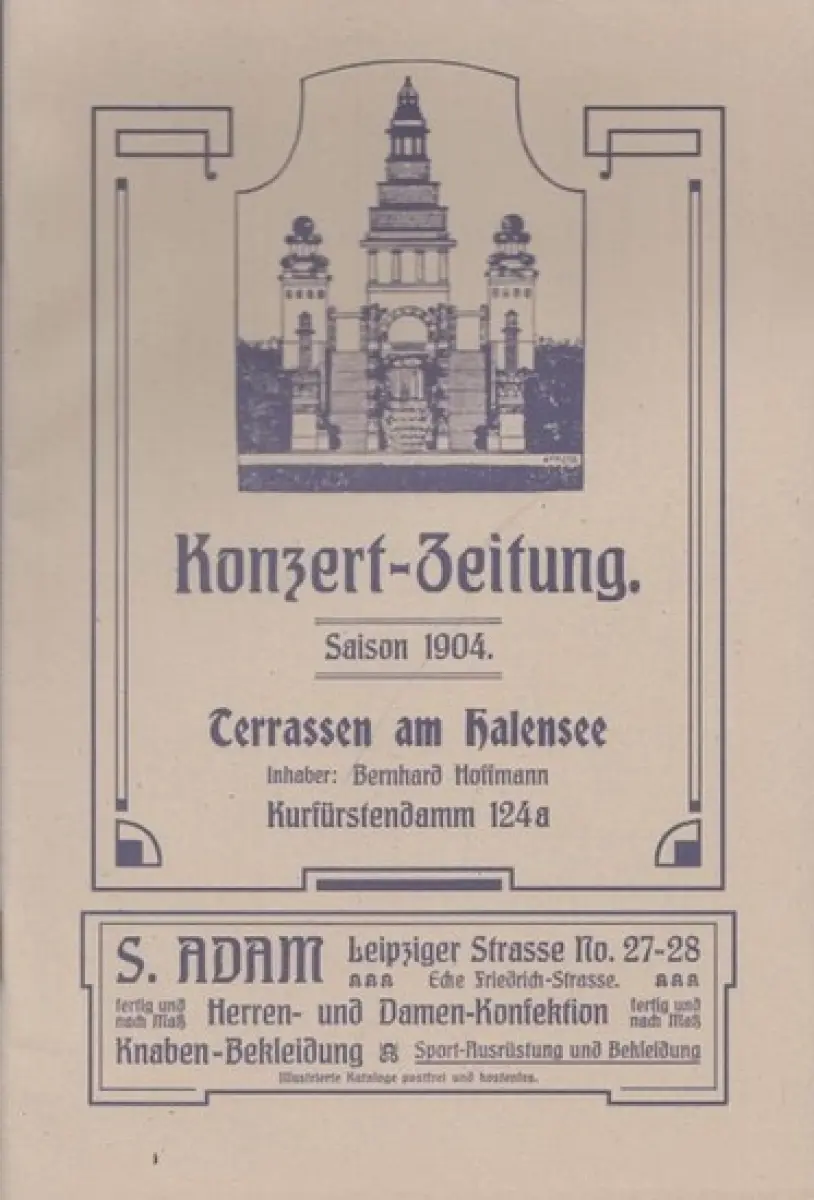 Konzert-Zeitung.
Saison 1904.
Terrassen am Halensee
Inhaber: Bernhard Hoffmann
Kurfürstendamm 124a
S. ADAM
Leipziger Strasse No. 27-28
Ecke Friedrich-Strasse.
fertig und nach Maß Herren- und Damen-Konfektion fertig und nach Maß
Knaben-Bekleidung Sport-Ausrüstung und Bekleidung
Illustrierte Kataloge postfrei und kostenlos.